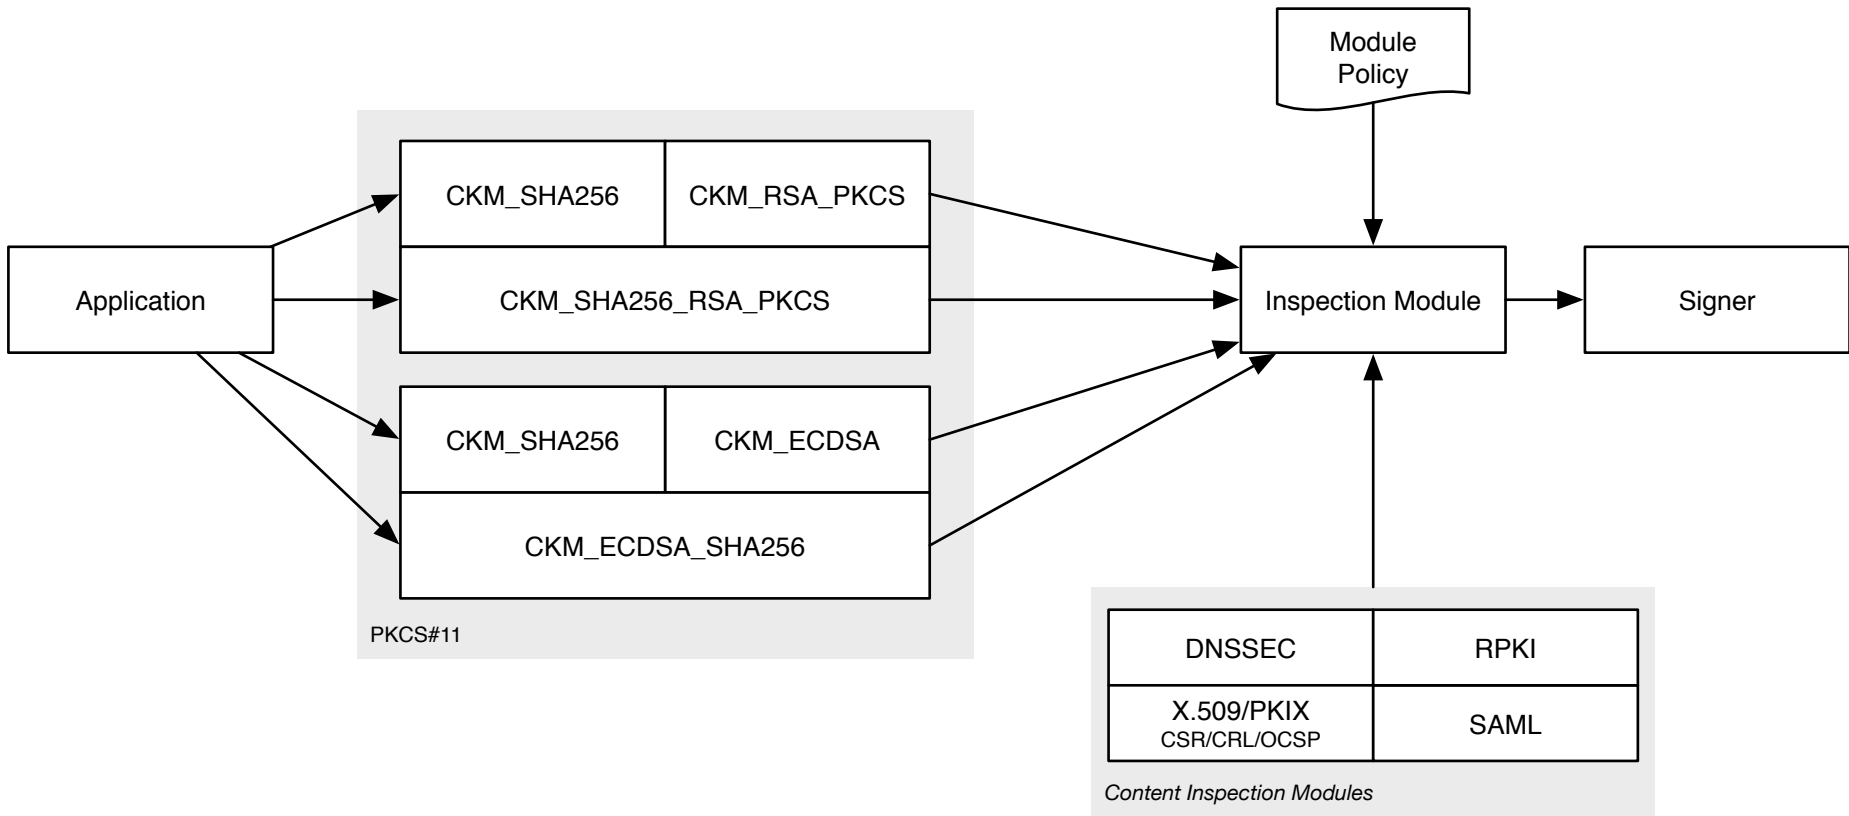 Module
Policy
CKM_SHA256
CKM_RSA_PKCS
Application
CKM_SHA256_RSA_PKCS
Inspection Module
Signer
CKM_SHA256
CKM_ECDSA
CKM_ECDSA_SHA256
PKCS#11
DNSSEC
RPKI
X.509/PKIX
CSR/CRL/OCSP
SAML
Content Inspection Modules